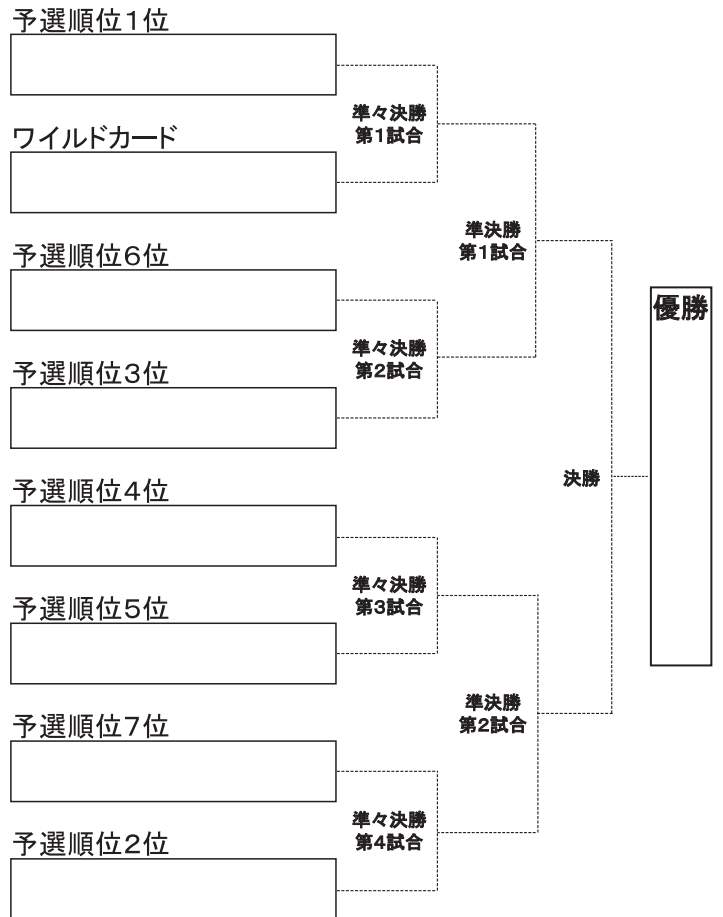 予選順位1位
準々決勝
第1試合
ワイルドカード
準決勝
第1試合
予選順位6位
優勝
準々決勝
第2試合
予選順位3位
決勝
予選順位4位
準々決勝
第3試合
予選順位5位
準決勝
第2試合
予選順位7位
準々決勝
第4試合
予選順位2位